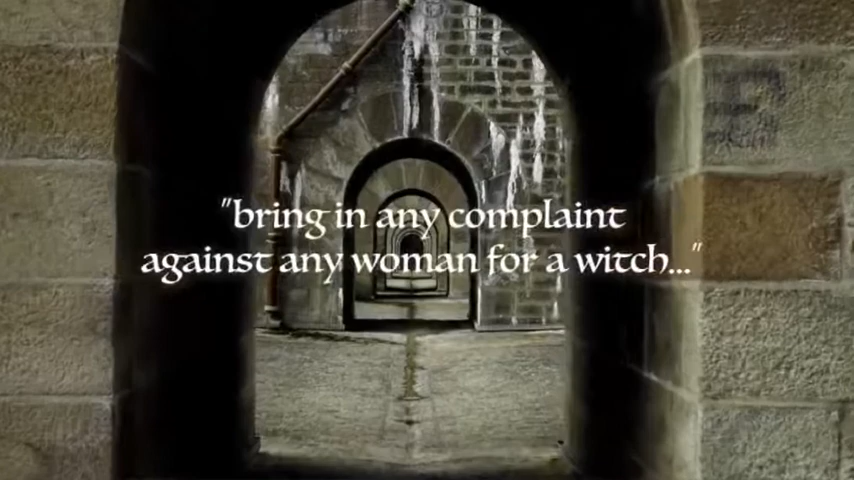 "bring in any complaint
against any woman for a witch..."